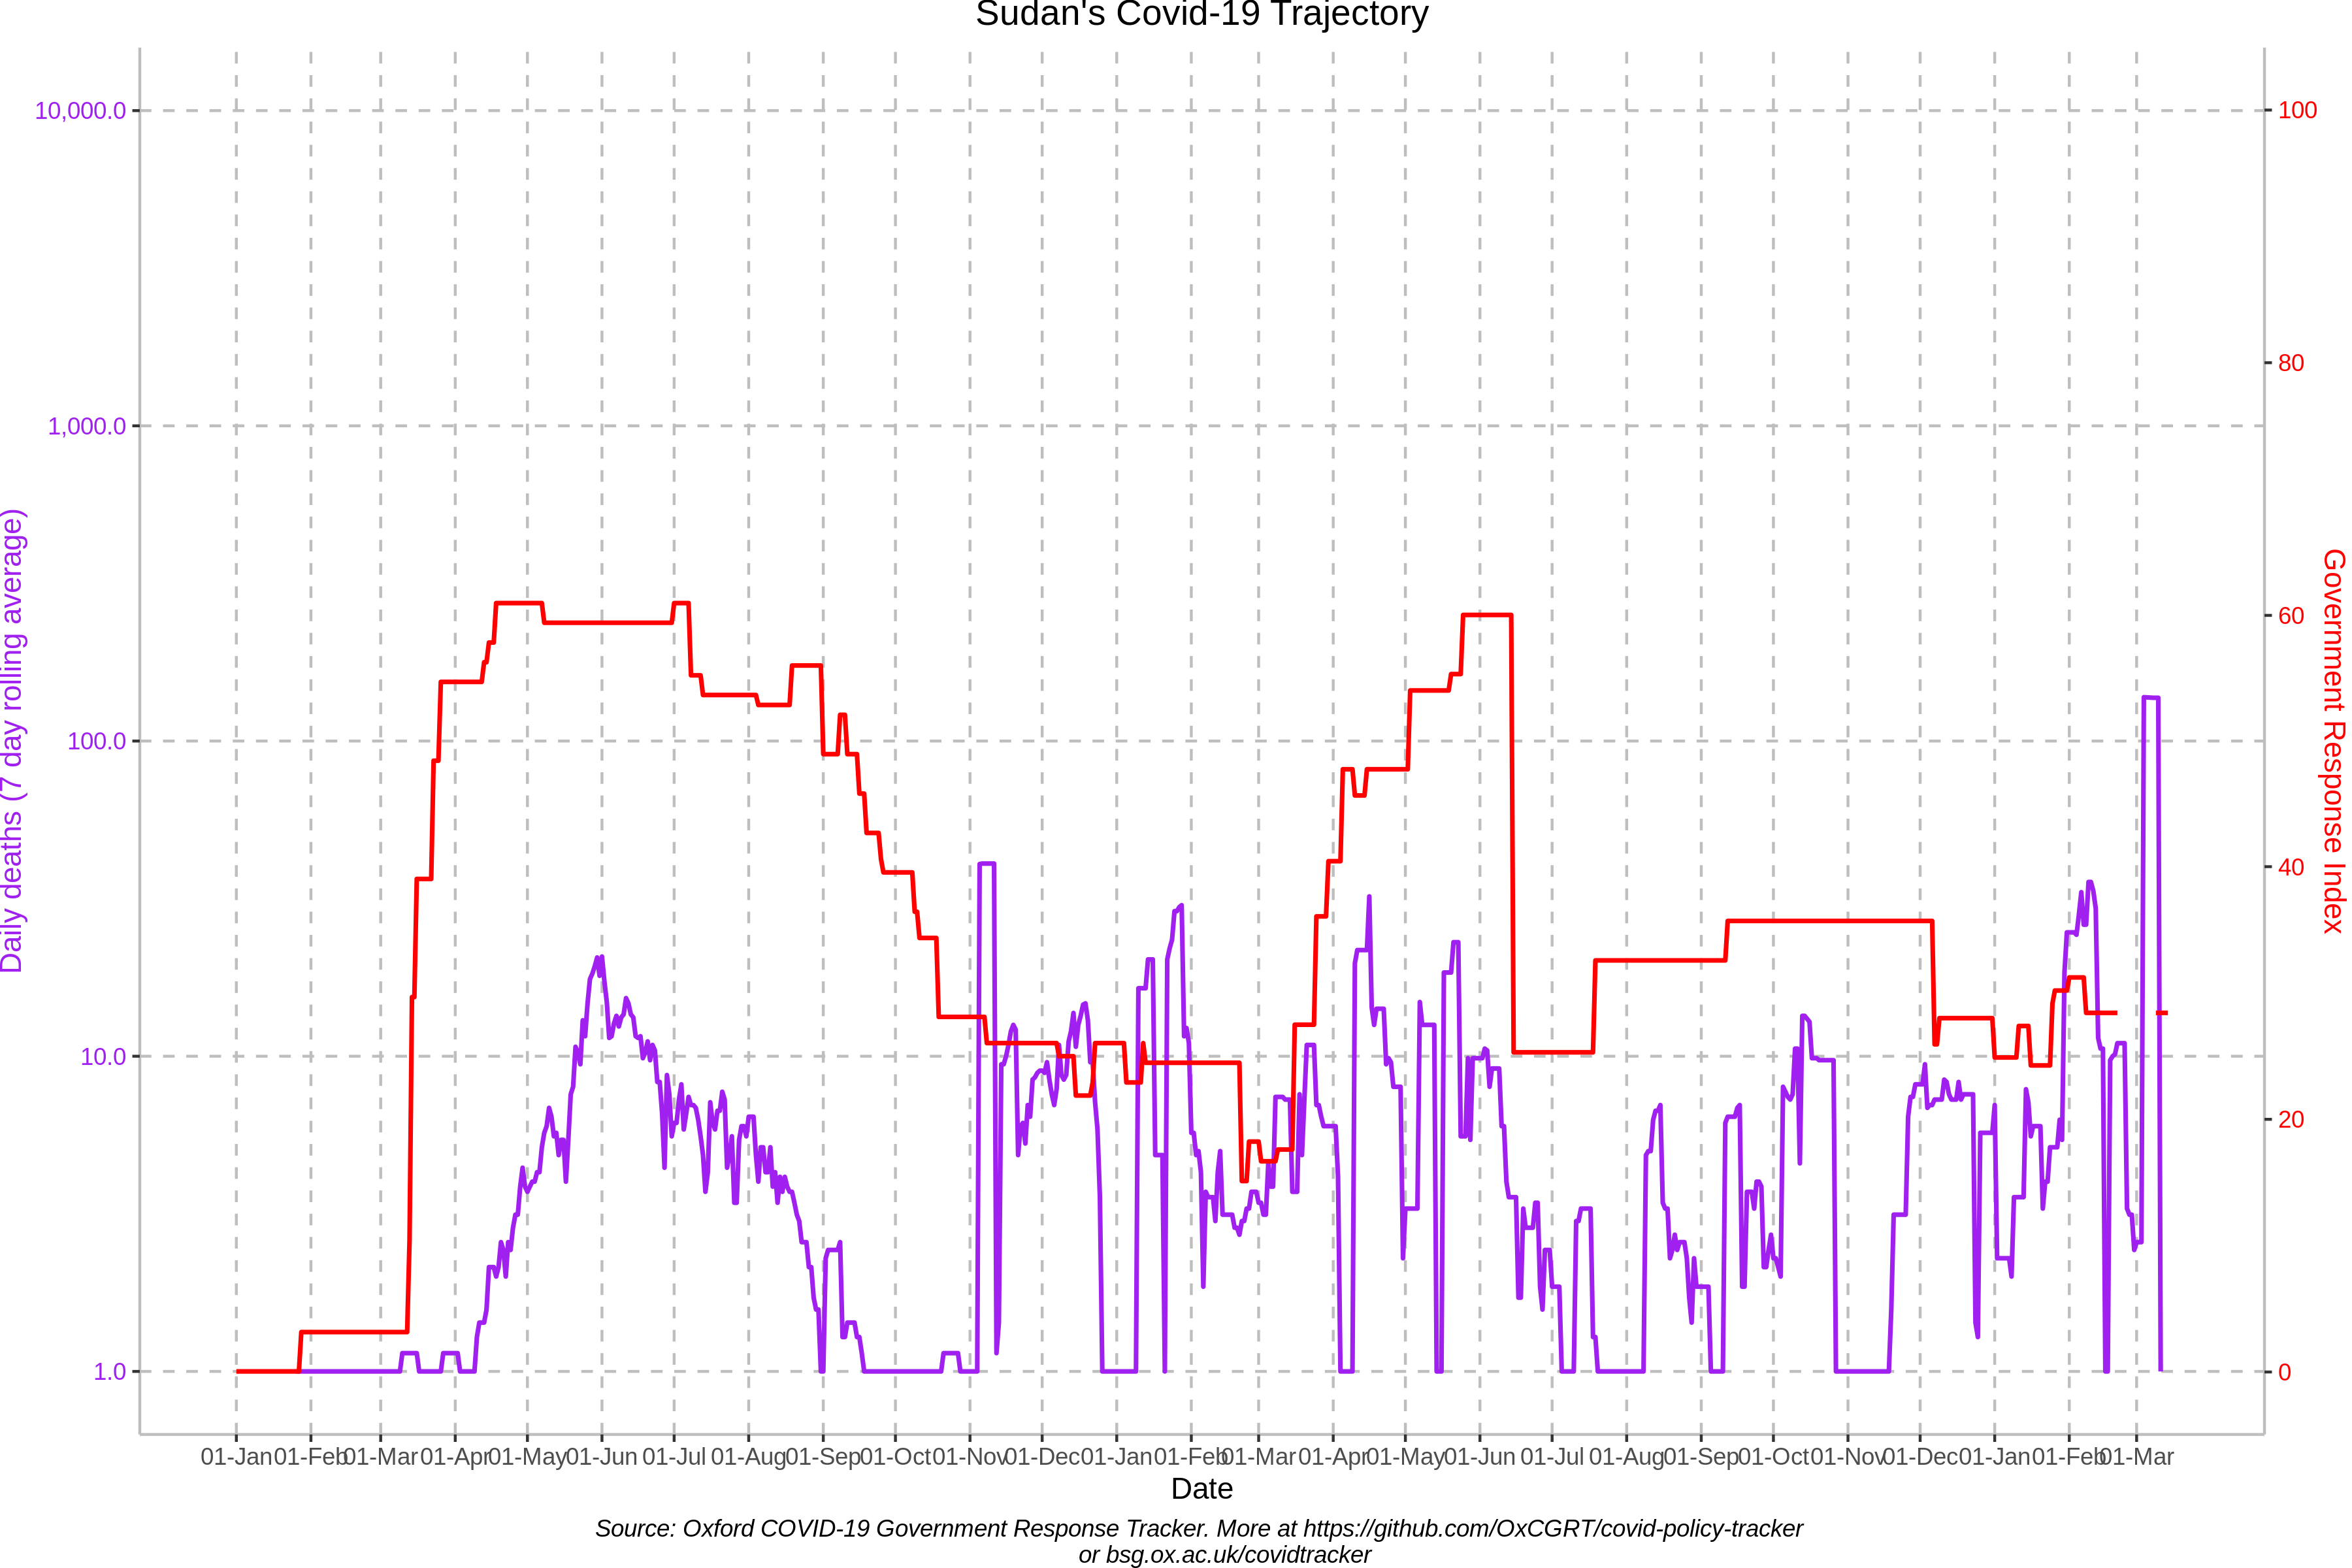 Sudan's Covid-19 Trajectory
10,000.0
1,000.0
100.0
10.0
1.0
Daily deaths (7 day rolling average)
100
80
60
40
20
0
Government Response Index
01-Jan 01-Feb 01-Mar 01-Apr 01-May 01-Jun 01-Jul 01-Aug 01-Sep 01-Oct 01-Nov 01-Dec 01-Jan 01-Feb 01-Mar 01-Apr 01-May 01-Jun 01-Jul 01-Aug 01-Sep 01-Oct 01-Nov 01-Dec 01-Jan 01-Feb 01-Mar
Date
Source: Oxford COVID-19 Government Response Tracker. More at https://github.com/OxCGRT/covid-policy-tracker
or bsg.ox.ac.uk/covidtracker